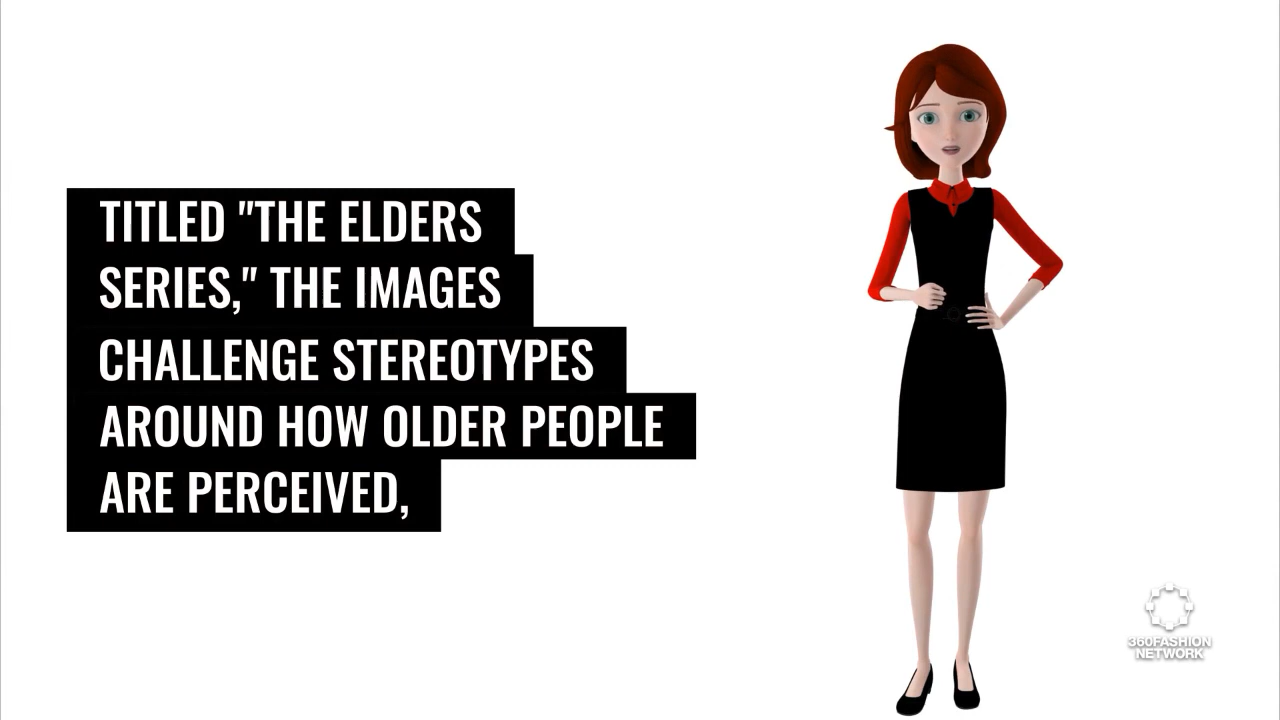 TITLED "THE ELDERS
SERIES," THE IMAGES
CHALLENGE STEREOTYPES
AROUND HOW OLDER PEOPLE
ARE PERCEIVED,
360FASHION
NETWORK